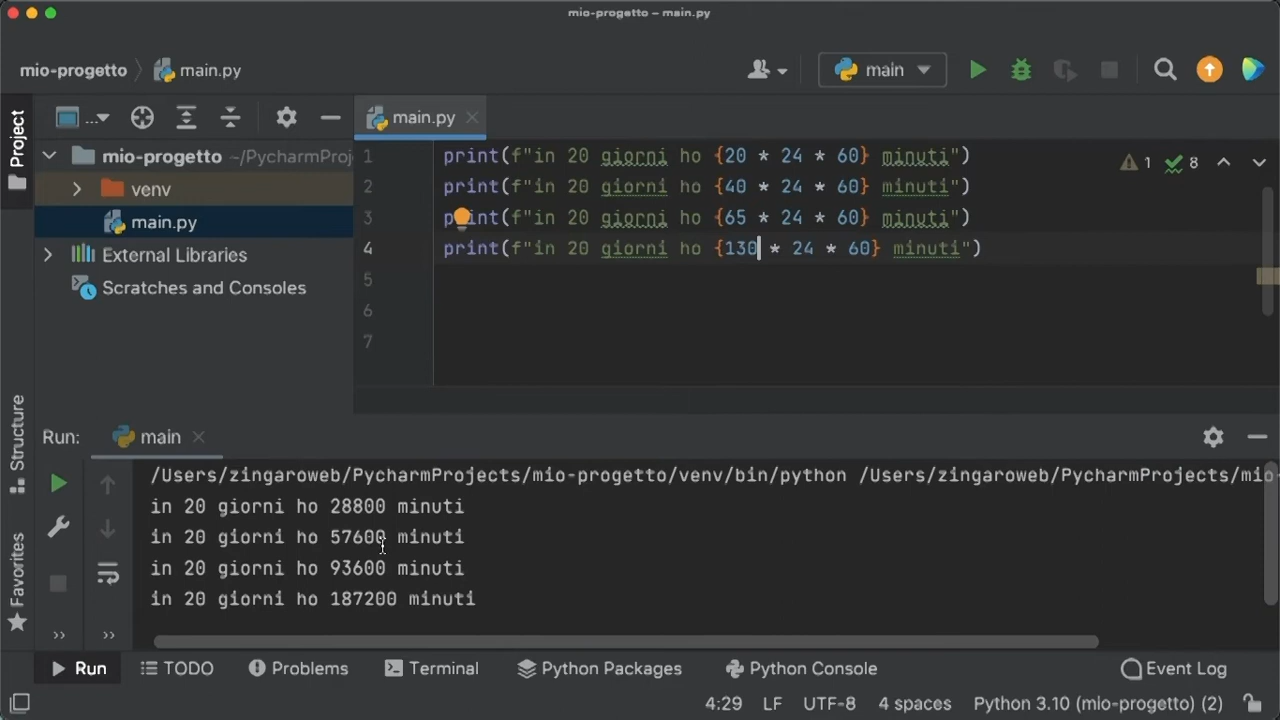 mio-progetto – main.py
mio-progetto main.py
main
Project
...
main.py
mio-progetto ~/PycharmProj
venv
main.py
External Libraries
Scratches and Consoles
1 print(f"in 20 giorni ho {20 * 24 * 60} minuti")
2 print(f"in 20 giorni ho {40 * 24 * 60} minuti")
3 print(f"in 20 giorni ho {65 * 24 * 60} minuti")
4 print(f"in 20 giorni ho {130 * 24 * 60} minuti")
5
6
7
1 8
Structure
Favorites
Run: main
/Users/zingaroweb/PycharmProjects/mio-progetto/venv/bin/python /Users/zingaroweb/PycharmProjects/mio-
in 20 giorni ho 28800 minuti
in 20 giorni ho 57600 minuti
in 20 giorni ho 93600 minuti
in 20 giorni ho 187200 minuti
Run TODO Problems Terminal Python Packages Python Console Event Log
4:29 LF UTF-8 4 spaces Python 3.10 (mio-progetto) (2)